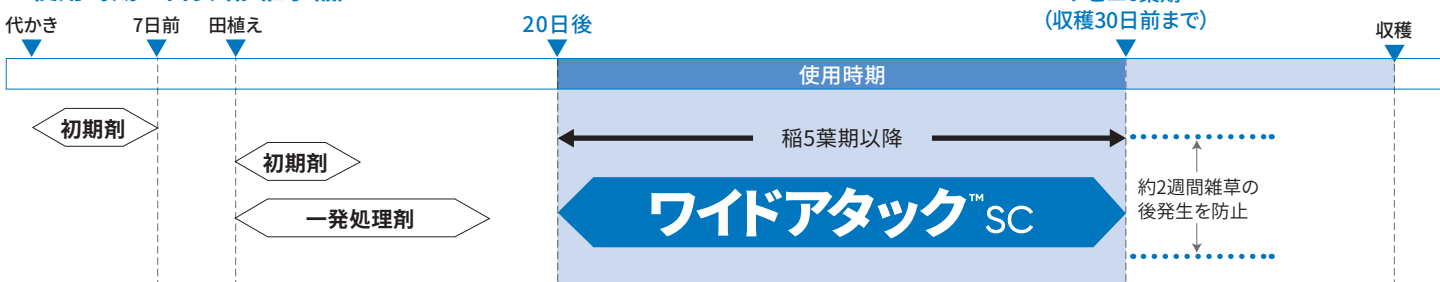 代かき
7日前
田植え
20日後
(収穫30日前まで)
収穫
使用時期
初期剤
稲5葉期以降
初期剤
約2週間雑草の
後発生を防止
一発処理剤
ワイドアタック™SC